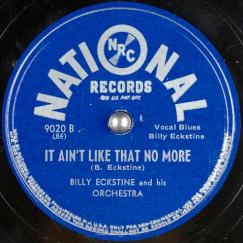 NATIONAL
NRC
RECORDS
REG. U.S. PAT. OFF.
9020 B
Vocal Blues
Billy Eckstine
IT AIN'T LIKE THAT NO MORE
(B. Eckstine)
BILLY ECKSTINE and his
ORCHESTRA